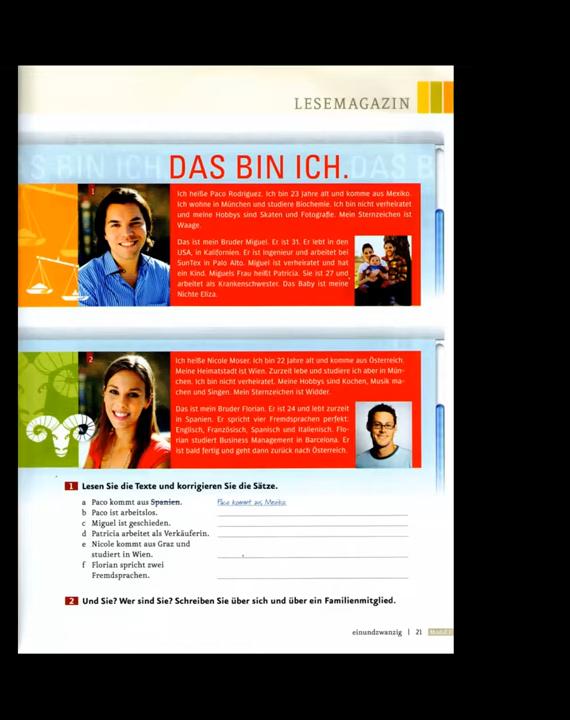 LESEMAGAZIN
DAS BIN ICH.
1
Ich heiße Paco Rodriguez. Ich bin 23 Jahre alt und komme aus Mexiko.
Ich wohne in München und studiere Biochemie. Ich bin nicht verheiratet
und meine Hobbys sind Skaten und Fotografie. Mein Sternzeichen ist
Waage.
Das ist mein Bruder Miguel. Er ist 31. Er lebt in den
USA, in Kalifornien. Er ist Ingenieur und arbeitet bei
SunTex in Palo Alto. Miguel ist verheiratet und hat
ein Kind. Miguels Frau heißt Patricia. Sie ist 27 und
arbeitet als Krankenschwester. Das Baby ist meine
Nichte Eliza.
2
Ich heiße Nicole Moser. Ich bin 22 Jahre alt und komme aus Österreich.
Meine Heimatstadt ist Wien. Zurzeit lebe und studiere ich aber in Mün-
chen. Ich bin nicht verheiratet. Meine Hobbys sind Kochen, Musik ma-
chen und Singen. Mein Sternzeichen ist Widder.
Das ist mein Bruder Florian. Er ist 24 und lebt zurzeit
in Spanien. Er spricht vier Fremdsprachen perfekt:
Englisch, Französisch, Spanisch und Italienisch. Flo-
rian studiert Business Management in Barcelona. Er
ist bald fertig und geht dann zurück nach Österreich.
1 Lesen Sie die Texte und korrigieren Sie die Sätze.
a Paco kommt aus Spanien. Paco kommt aus Mexiko.
b Paco ist arbeitslos.
c Miguel ist geschieden.
d Patricia arbeitet als Verkäuferin.
e Nicole kommt aus Graz und
studiert in Wien.
f Florian spricht zwei
Fremdsprachen.
2 Und Sie? Wer sind Sie? Schreiben Sie über sich und über ein Familienmitglied.
einundzwanzig | 21